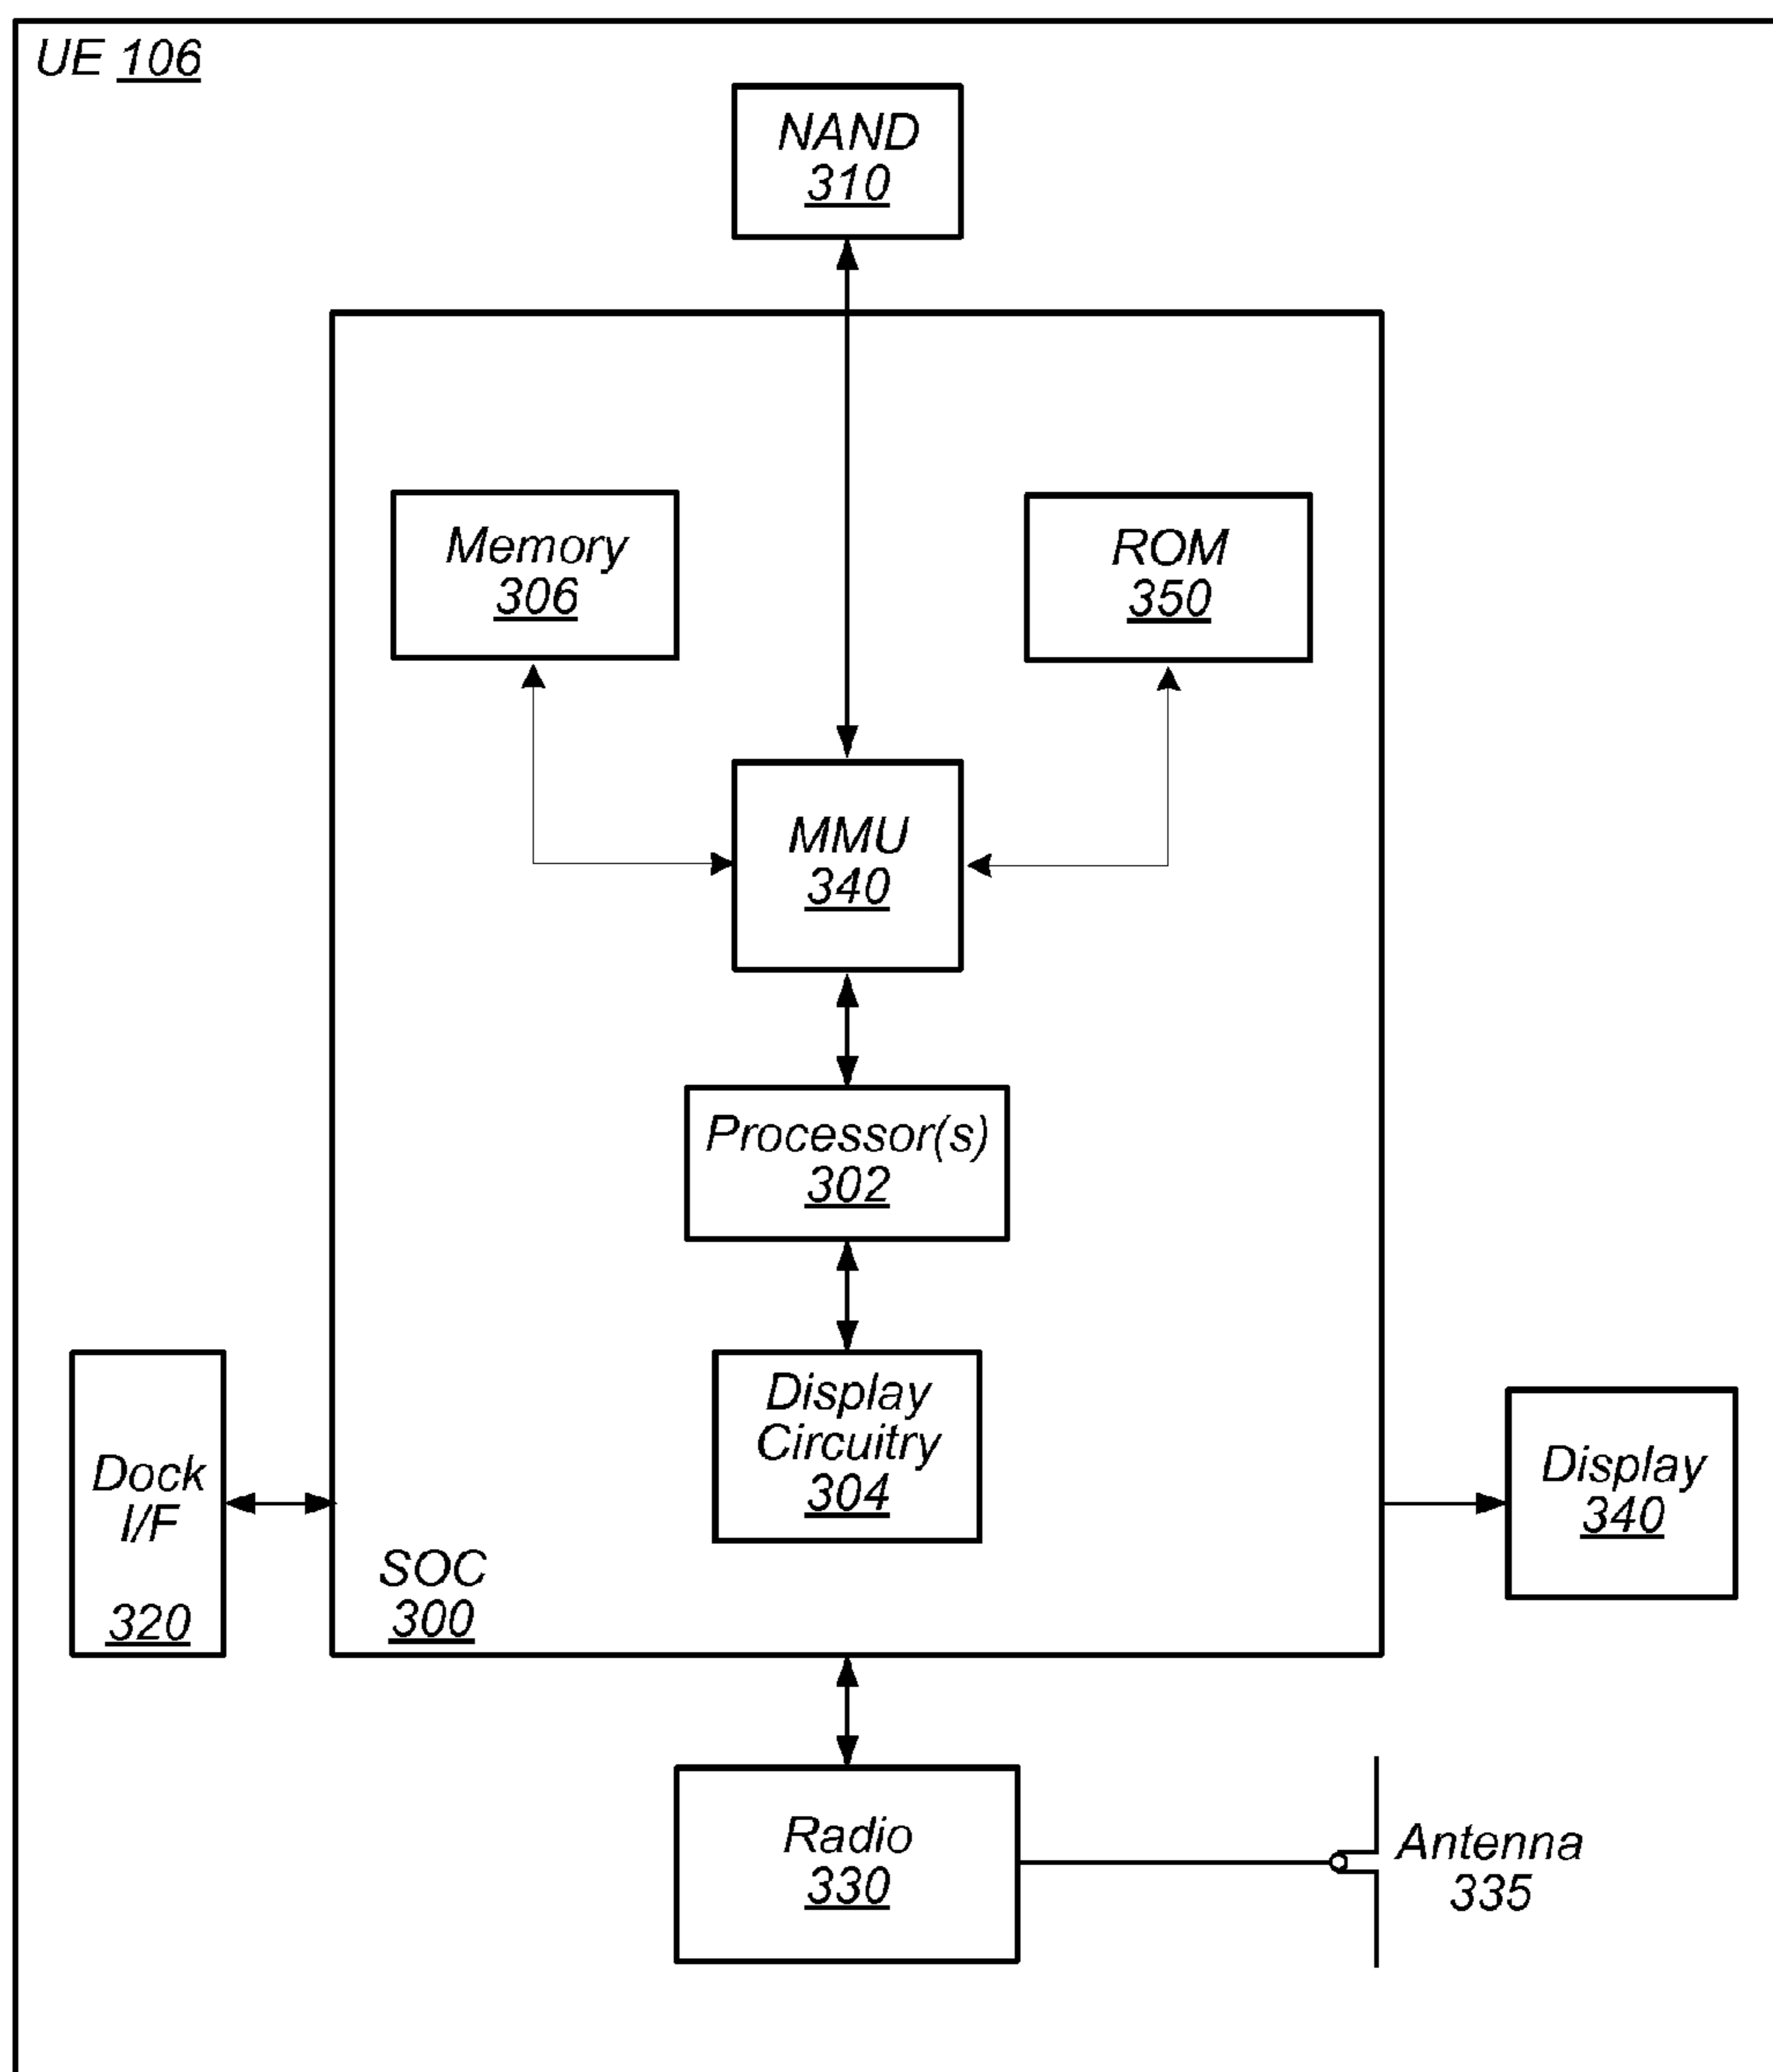 UE 106
NAND
310
Memory
306
ROM
350
MMU
340
Processor(s)
302
Display
Circuitry
304
Dock
I/F
320
SOC
300
Display
340
Radio
330
Antenna
335